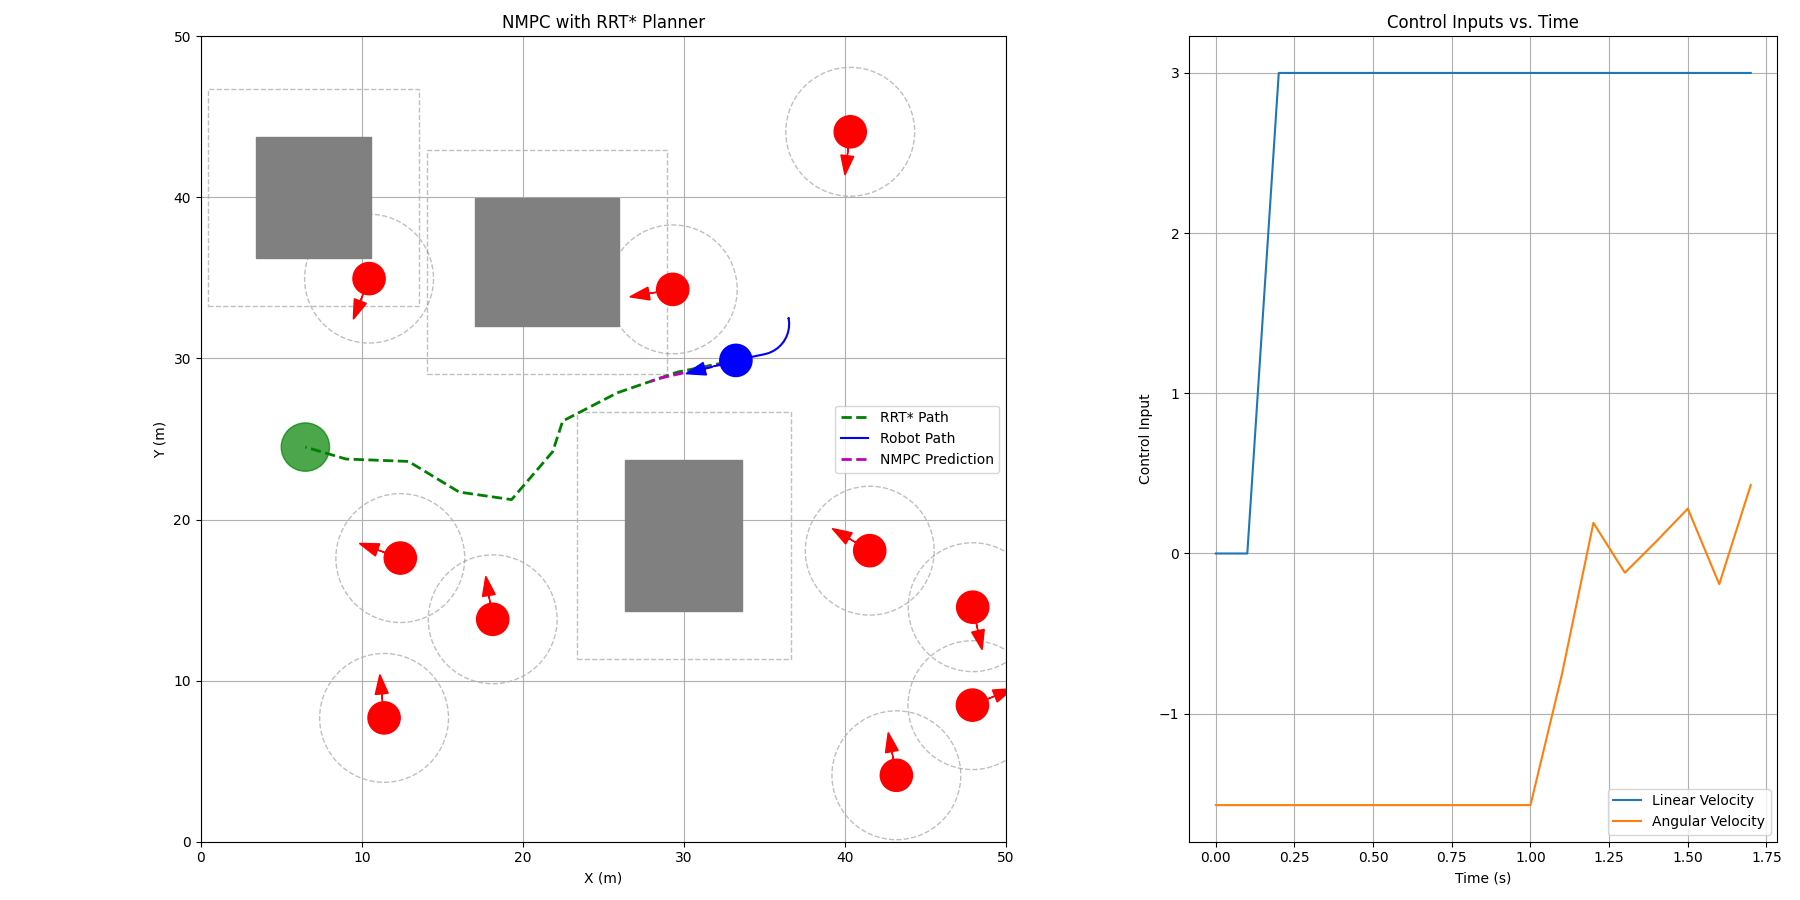 NMPC with RRT* Planner
50
40
30
20
10
0
0 10 20 30 40 50
Y (m)
X (m)
RRT* Path
Robot Path
NMPC Prediction
Control Inputs vs. Time
3
2
1
0
−1
0.00 0.25 0.50 0.75 1.00 1.25 1.50 1.75
Control Input
Time (s)
Linear Velocity
Angular Velocity